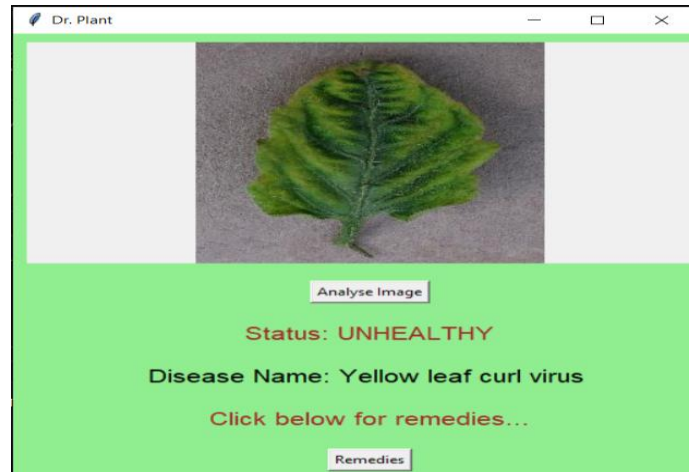 Dr. Plant
Analyse Image
Status: UNHEALTHY
Disease Name: Yellow leaf curl virus
Click below for remedies...
Remedies